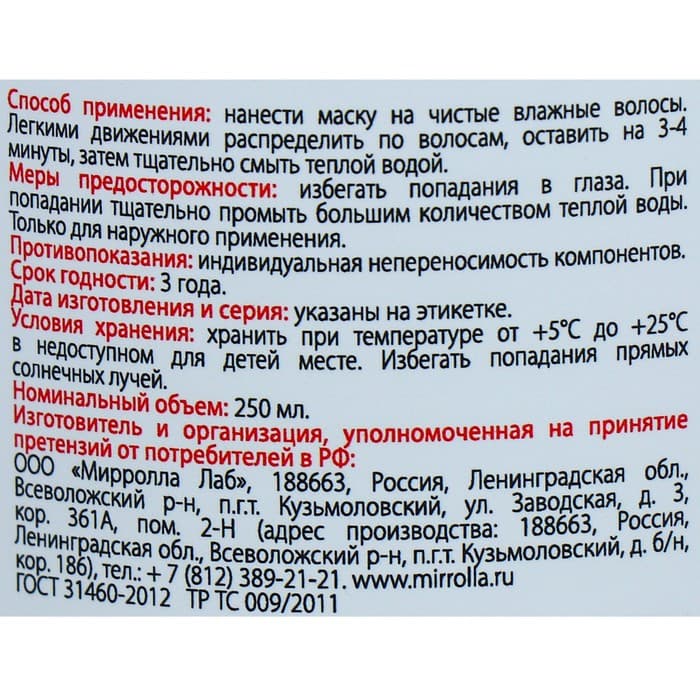 Способ применения: нанести маску на чистые влажные волосы.
Легкими движениями распределить по волосам, оставить на 3-4
минуты, затем тщательно смыть теплой водой.
Меры предосторожности: избегать попадания в глаза. При
попадании тщательно промыть большим количеством теплой воды.
Только для наружного применения.
Противопоказания: индивидуальная непереносимость компонентов.
Срок годности: 3 года.
Дата изготовления и серия: указаны на этикетке.
Условия хранения: хранить при температуре от +5°С до +25°С
в недоступном для детей месте. Избегать попадания прямых
солнечных лучей.
Номинальный объем: 250 мл.
Изготовитель и организация, уполномоченная на принятие
претензий от потребителей в РФ:
ООО «Мирролла Лаб», 188663, Россия, Ленинградская обл.,
Всеволожский р-н, п.г.т. Кузьмоловский, ул. Заводская, д. 3,
кор. 361А, пом. 2-Н (адрес производства: 188663, Россия,
Ленинградская обл., Всеволожский р-н, п.г.т. Кузьмоловский, д. б/н,
кор. 186), тел.: + 7 (812) 389-21-21. www.mirrolla.ru
ГОСТ 31460-2012 ТР ТС 009/2011